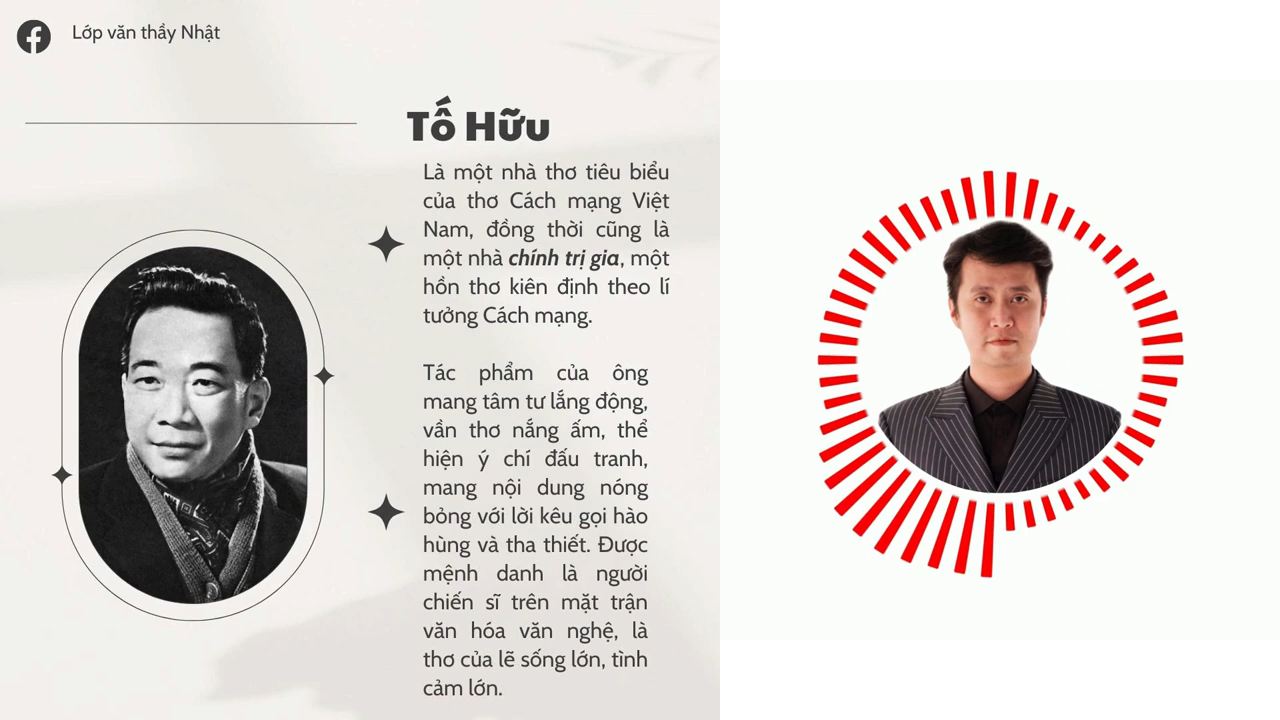 Lớp văn thầy Nhật
Tố Hữu
Là một nhà thơ tiêu biểu
của thơ Cách mạng Việt
Nam, đồng thời cũng là
một nhà chính trị gia, một
hồn thơ kiên định theo lí
tưởng Cách mạng.
Tác phẩm của ông
mang tâm tư lắng động,
vần thơ nắng ấm, thể
hiện ý chí đấu tranh,
mang nội dung nóng
bỏng với lời kêu gọi hào
hùng và tha thiết. Được
mệnh danh là người
chiến sĩ trên mặt trận
văn hóa văn nghệ, là
thơ của lẽ sống lớn, tình
cảm lớn.